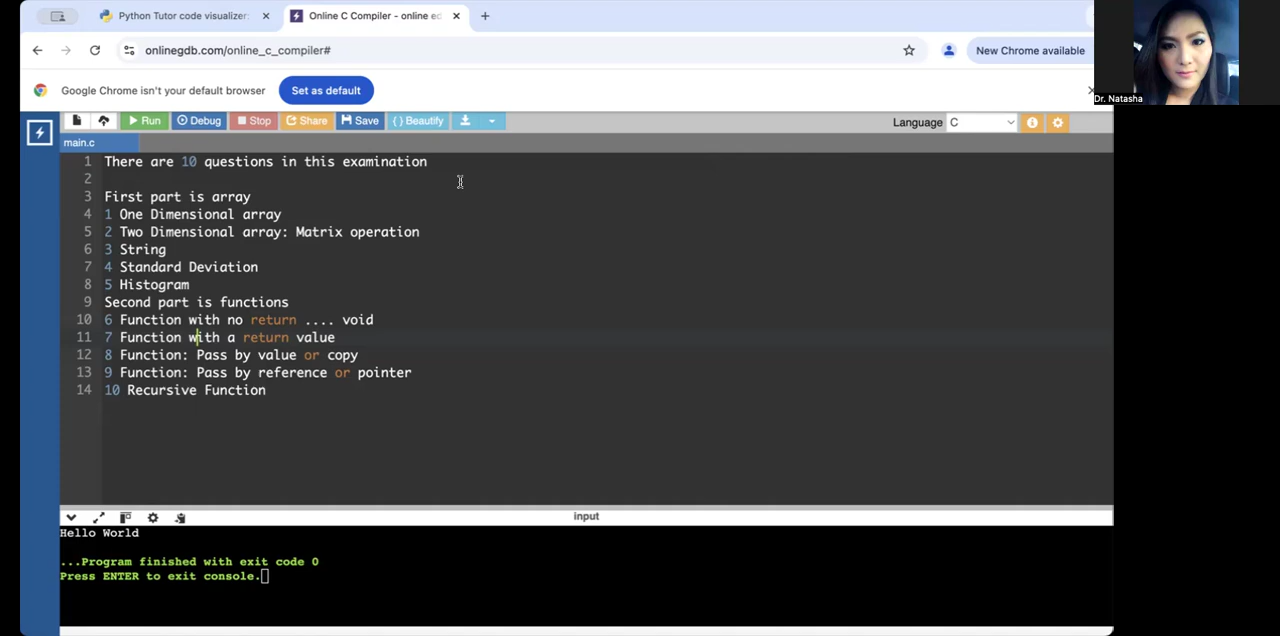 Python Tutor code visualizer:
Online C Compiler - online ed
onlinegdb.com/online_c_compiler#
New Chrome available
Google Chrome isn't your default browser
Set as default
Dr. Natasha
Run Debug Stop Share Save { } Beautify
Language C
main.c
1 There are 10 questions in this examination
2
3 First part is array
4 1 One Dimensional array
5 2 Two Dimensional array: Matrix operation
6 3 String
7 4 Standard Deviation
8 5 Histogram
9 Second part is functions
10 6 Function with no return .... void
11 7 Function with a return value
12 8 Function: Pass by value or copy
13 9 Function: Pass by reference or pointer
14 10 Recursive Function
input
Hello World
...Program finished with exit code 0
Press ENTER to exit console.